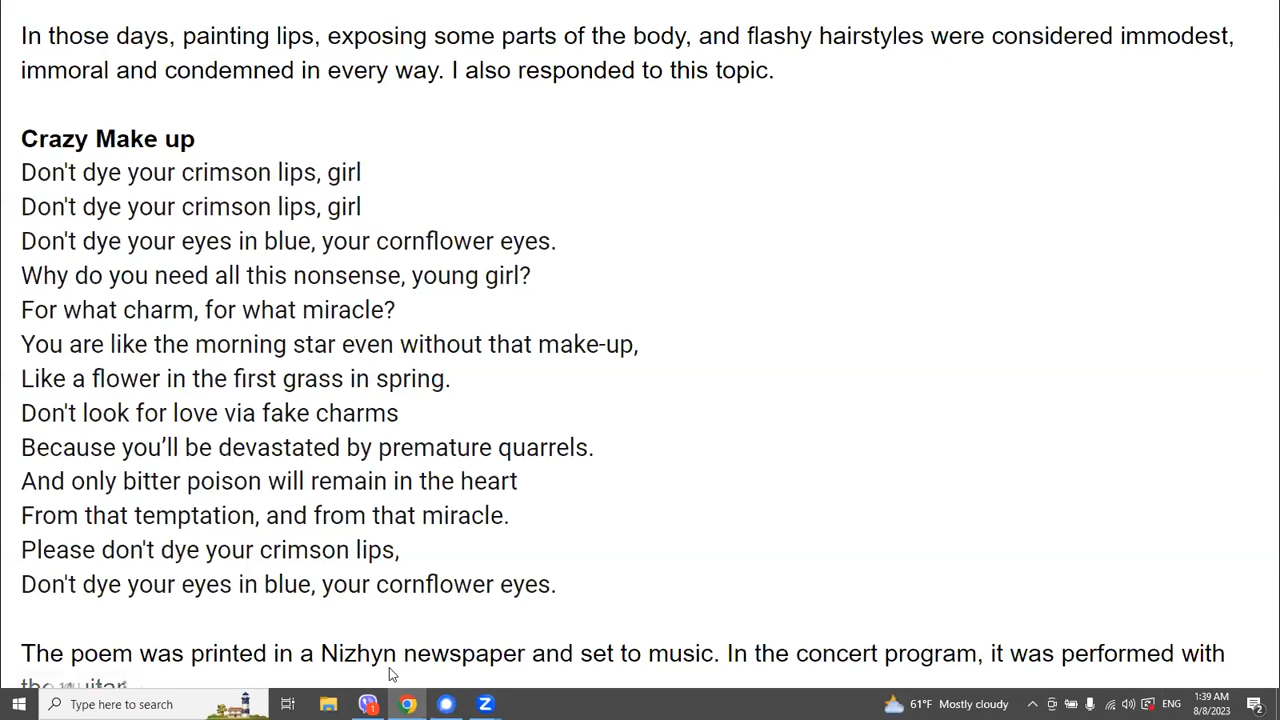 In those days, painting lips, exposing some parts of the body, and flashy hairstyles were considered immodest,
immoral and condemned in every way. I also responded to this topic.
Crazy Make up
Don't dye your crimson lips, girl
Don't dye your crimson lips, girl
Don't dye your eyes in blue, your cornflower eyes.
Why do you need all this nonsense, young girl?
For what charm, for what miracle?
You are like the morning star even without that make-up,
Like a flower in the first grass in spring.
Don't look for love via fake charms
Because you’ll be devastated by premature quarrels.
And only bitter poison will remain in the heart
From that temptation, and from that miracle.
Please don't dye your crimson lips,
Don't dye your eyes in blue, your cornflower eyes.
The poem was printed in a Nizhyn newspaper and set to music. In the concert program, it was performed with
Type here to search
1
61°F Mostly cloudy
ENG
1:39 AM
8/8/2023
2